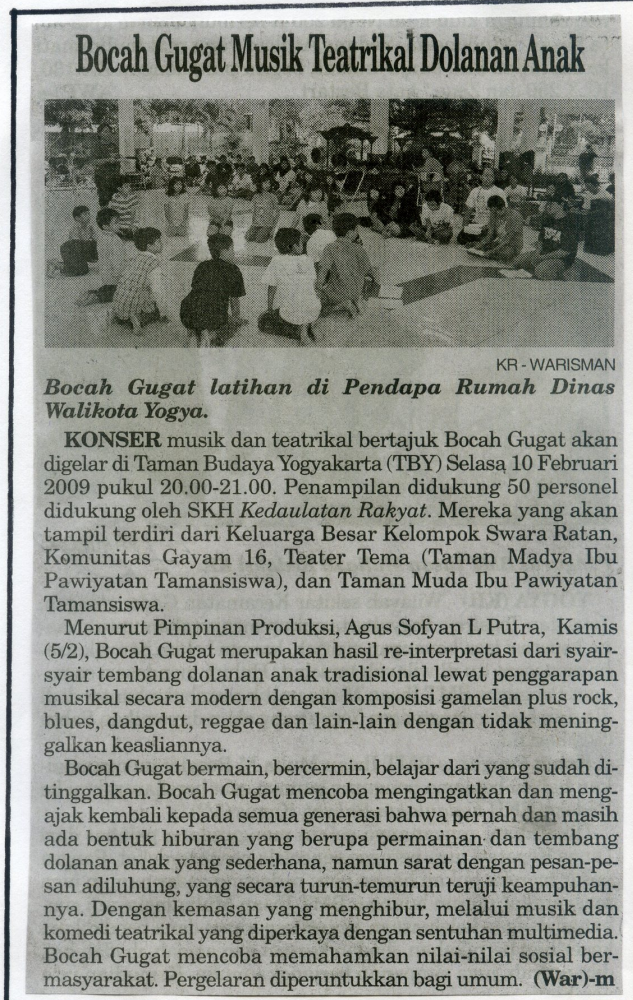 Bocah Gugat Musik Teatrikal Dolanan Anak
KR - WARISMAN
Bocah Gugat latihan di Pendapa Rumah Dinas
Walikota Yogya.
KONSER musik dan teatrikal bertajuk Bocah Gugat akan
digelar di Taman Budaya Yogyakarta (TBY) Selasa 10 Februari
2009 pukul 20.00-21.00. Penampilan didukung 50 personel
didukung oleh SKH Kedaulatan Rakyat. Mereka yang akan
tampil terdiri dari Keluarga Besar Kelompok Swara Ratan,
Komunitas Gayam 16, Teater Tema (Taman Madya Ibu
Pawiyatan Tamansiswa), dan Taman Muda Ibu Pawiyatan
Tamansiswa.
Menurut Pimpinan Produksi, Agus Sofyan L Putra, Kamis
(5/2), Bocah Gugat merupakan hasil re-interpretasi dari syair-
syair tembang dolanan anak tradisional lewat penggarapan
musikal secara modern dengan komposisi gamelan plus rock,
blues, dangdut, reggae dan lain-lain dengan tidak mening-
galkan keasliannya.
Bocah Gugat bermain, bercermin, belajar dari yang sudah di-
tinggalkan. Bocah Gugat mencoba mengingatkan dan meng-
ajak kembali kepada semua generasi bahwa pernah dan masih
ada bentuk hiburan yang berupa permainan dan tembang
dolanan anak yang sederhana, namun sarat dengan pesan-pe-
san adiluhung, yang secara turun-temurun teruji keampuhan-
nya. Dengan kemasan yang menghibur, melalui musik dan
komedi teatrikal yang diperkaya dengan sentuhan multimedia.
Bocah Gugat mencoba memahamkan nilai-nilai sosial ber-
masyarakat. Pergelaran diperuntukkan bagi umum. (War)-m